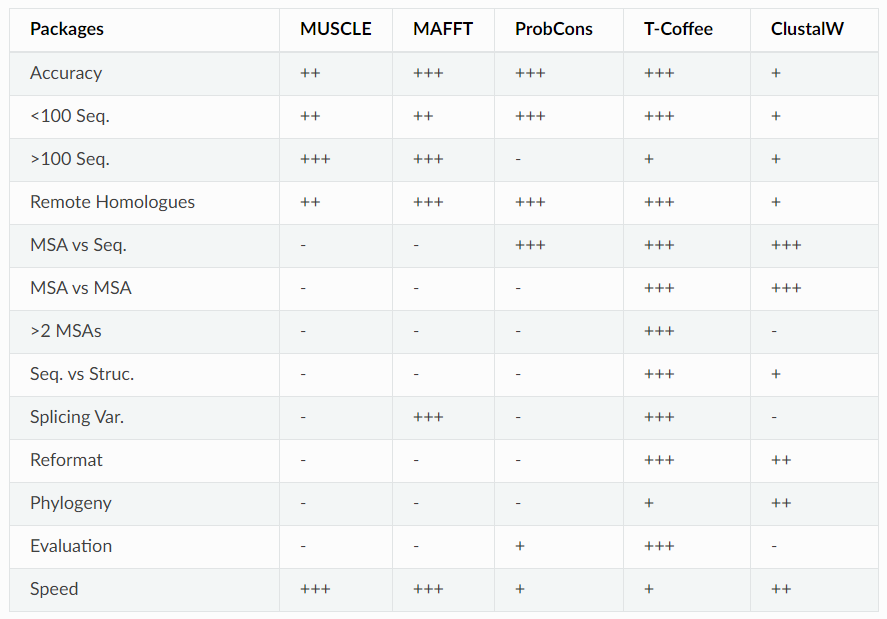 Packages MUSCLE MAFFT ProbCons T-Coffee ClustalW
Accuracy ++ +++ +++ +++ +
<100 Seq. ++ ++ +++ +++ +
>100 Seq. +++ +++ - + +
Remote Homologues ++ +++ +++ +++ +
MSA vs Seq. - - +++ +++ +++
MSA vs MSA - - - +++ +++
>2 MSAs - - - +++ -
Seq. vs Struc. - - - +++ +
Splicing Var. - +++ - +++ -
Reformat - - - +++ ++
Phylogeny - - - + ++
Evaluation - - + +++ -
Speed +++ +++ + + ++